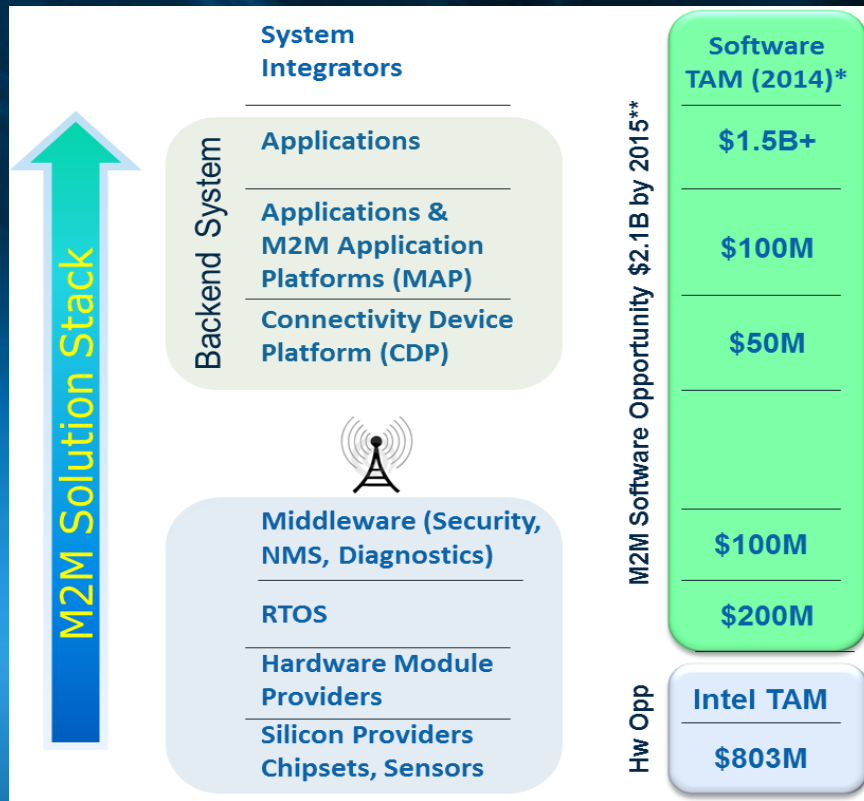 M2M Solution Stack
System
Integrators
Backend System
Applications
Applications &
M2M Application
Platforms (MAP)
Connectivity Device
Platform (CDP)
Middleware (Security,
NMS, Diagnostics)
RTOS
Hardware Module
Providers
Silicon Providers
Chipsets, Sensors
M2M Software Opportunity $2.1B by 2015**
Software
TAM (2014)*
$1.5B+
$100M
$50M
$100M
$200M
Hw Opp
Intel TAM
$803M